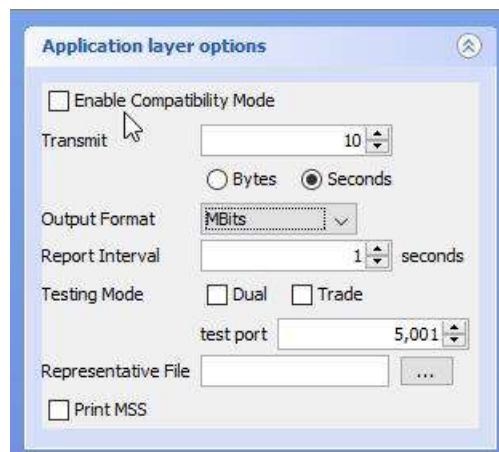 Application layer options
Enable Compatibility Mode
Transmit 10
Bytes Seconds
Output Format MBits
Report Interval 1 seconds
Testing Mode Dual Trade
test port 5,001
Representative File ...
Print MSS